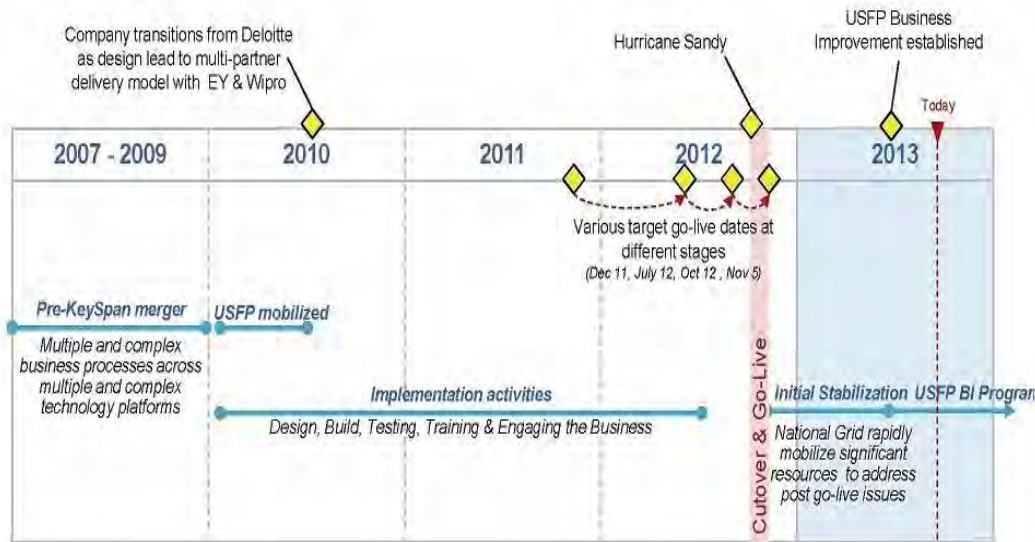 Company transitions from Deloitte
as design lead to multi-partner
delivery model with EY & Wipro
Hurricane Sandy
USFP Business
Improvement established
Today
2007 - 2009
2010
2011
2012
2013
Various target go-live dates at
different stages
(Dec 11, July 12, Oct 12 , Nov 5)
Pre-KeySpan merger
Multiple and complex
business processes across
multiple and complex
technology platforms
USFP mobilized
Implementation activities
Design, Build, Testing, Training & Engaging the Business
Cutover & Go-Live
Initial Stabilization
National Grid rapidly
mobilize significant
resources to address
post go-live issues
USFP BI Program